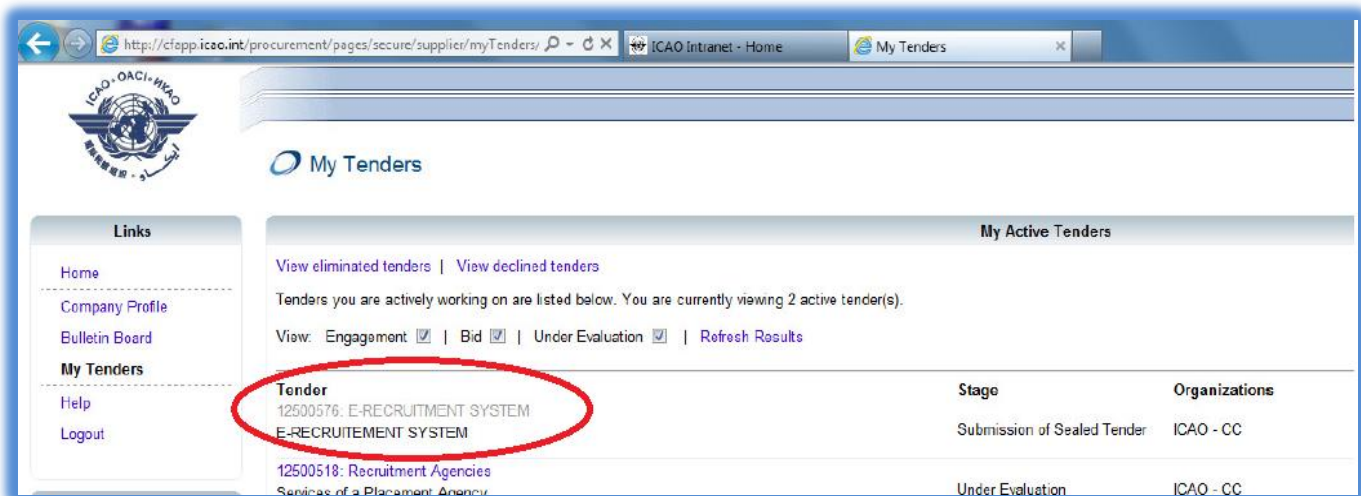 http://cfapp.icao.int/procurement/pages/secure/supplier/myTenders/
ICAO Intranet - Home
My Tenders
ICAO · OACI · ИКАО
My Tenders
Links
Home
Company Profile
Bulletin Board
My Tenders
Help
Logout
My Active Tenders
View eliminated tenders | View declined tenders
Tenders you are actively working on are listed below. You are currently viewing 2 active tender(s).
View: Engagement | Bid | Under Evaluation | Refresh Results
Tender Stage Organizations
12500576: E-RECRUITMENT SYSTEM
E-RECRUITEMENT SYSTEM Submission of Sealed Tender ICAO - CC
12500518: Recruitment Agencies
Services of a Placement Agency Under Evaluation ICAO - CC